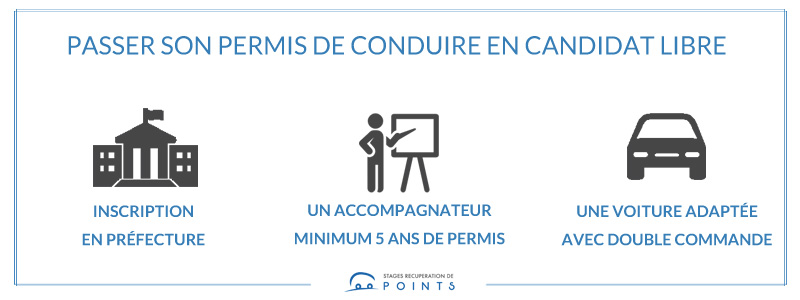 PASSER SON PERMIS DE CONDUIRE EN CANDIDAT LIBRE
INSCRIPTION
EN PRÉFECTURE
UN ACCOMPAGNATEUR
MINIMUM 5 ANS DE PERMIS
UNE VOITURE ADAPTÉE
AVEC DOUBLE COMMANDE
STAGES RECUPERATION DE
POINTS